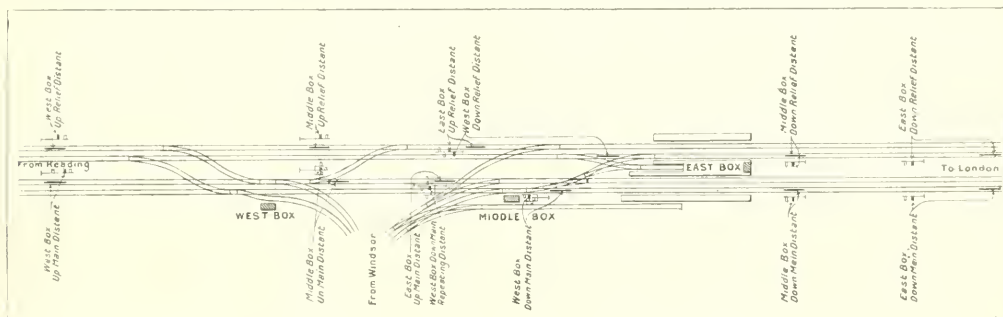 West Box
Up Relief Distant
Middle Box
Up Relief Distant
East Box
Up Relief Distant
West Box
Down Relief Distant
Middle Box
Down Relief Distant
East Box
Down Relief Distant
From Reading
EAST BOX
To London
WEST BOX
MIDDLE BOX
West Box
Up Main Distant
Middle Box
Up Main Distant
From Windsor
East Box
Up Main Distant
West Box Down Main
Repeating Distant
West Box
Down Main Distant
Middle Box
Down Main Distant
East Box
Down Main Distant